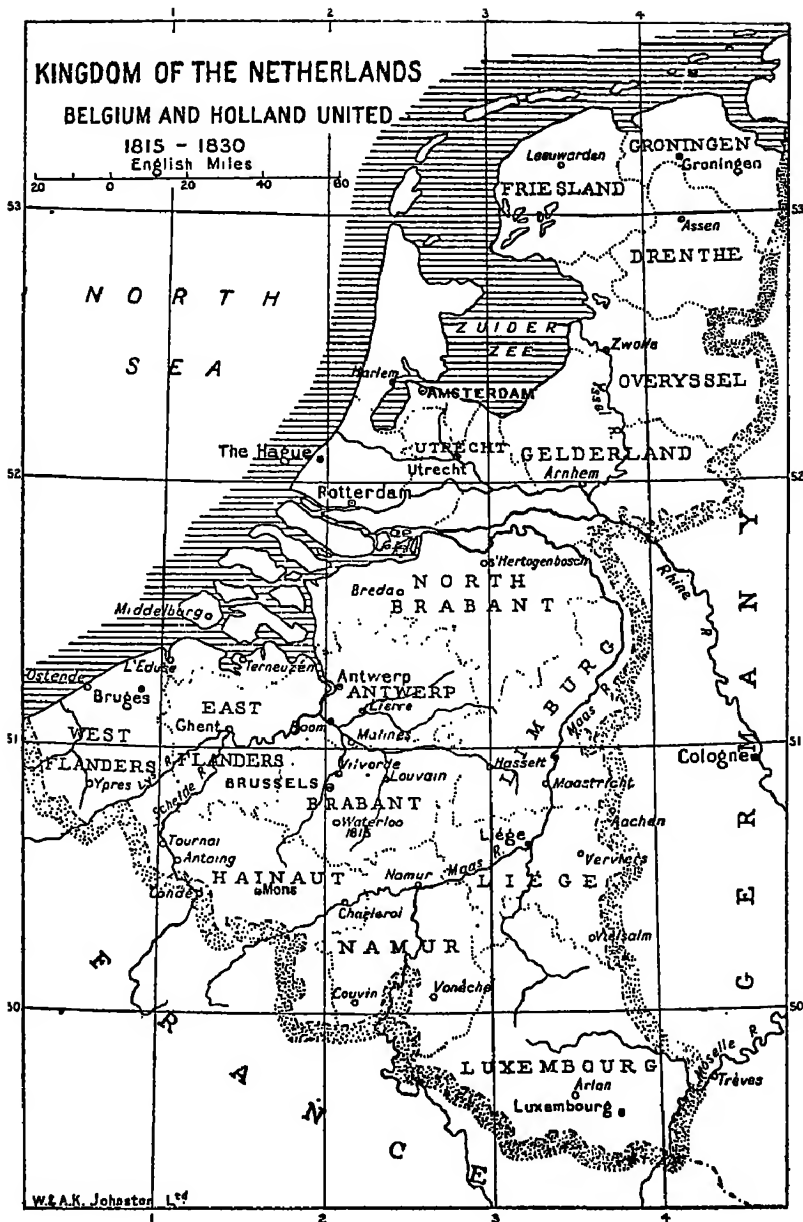 1 2 3 4
KINGDOM OF THE NETHERLANDS
BELGIUM AND HOLLAND UNITED
1815 - 1830
English Miles
20 0 20 40 60
GRONINGEN
Leeuwarden
Groningen
FRIESLAND
53
53
Assen
DRENTHE
NORTH
SEA
ZUIDER
ZEE
Zwolle
Harlem
AMSTERDAM
OVERYSSEL
Yssel R
UTRECHT
The Hague
Utrecht
GELDERLAND
52
Arnhem
52
Rotterdam
s'Hertogenbosch
Rhine R
Breda
NORTH
BRABANT
GERMANY
Middelburg
L'Ecluse
Terneuzen
Ostende
Bruges
Antwerp
ANTWERP
Lierre
LIMBURG
Maas R
EAST
Ghent
Boom
Malines
51
WEST
51
FLANDERS
FLANDERS
Lys R
Vilvorde
Hasselt
Cologne
Ypres
Schelde R
BRUSSELS
Louvain
Maastricht
BRABANT
Waterloo
1815
Aachen
Tournai
Liége
Antoing
Verviers
HAINAUT
Namur
Maas R
LIÉGE
Condé
Mons
Charleroi
Vielsalm
NAMUR
Couvin
Vonêche
50
50
FRANCE
LUXEMBOURG
Moselle R
Arlon
Trèves
Luxembourg
W.& A.K. Johnston Ltd
1 2 3 4